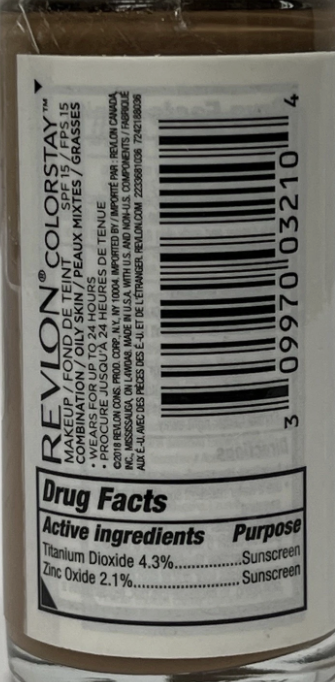 REVLON® COLORSTAY™
MAKEUP / FOND DE TEINT SPF 15 / FPS 15
COMBINATION / OILY SKIN / PEAUX MIXTES / GRASSES
• WEARS FOR UP TO 24 HOURS
• PROCURE JUSQU'À 24 HEURES DE TENUE
©2018 REVLON CONS. PROD. CORP., N.Y., NY 10004. IMPORTED BY / IMPORTÉ PAR : REVLON CANADA,
INC., MISSISSAUGA, ON L4W0A8. MADE IN U.S.A. WITH U.S. AND NON-U.S. COMPONENTS / FABRIQUÉ
AUX É.-U. AVEC DES PIÈCES DES É.-U. ET DE L'ÉTRANGER. REVLON.COM 2233681036 7242188036
3 09970 03210 4
Drug Facts
Active ingredients Purpose
Titanium Dioxide 4.3%...............Sunscreen
Zinc Oxide 2.1%........................Sunscreen